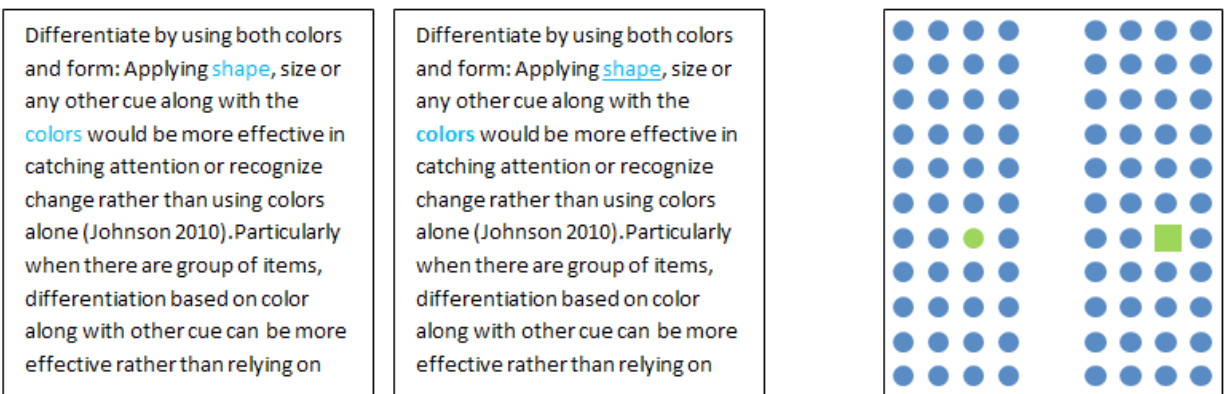 Differentiate by using both colors
and form: Applying shape, size or
any other cue along with the
colors would be more effective in
catching attention or recognize
change rather than using colors
alone (Johnson 2010).Particularly
when there are group of items,
differentiation based on color
along with other cue can be more
effective rather than relying on
Differentiate by using both colors
and form: Applying shape, size or
any other cue along with the
colors would be more effective in
catching attention or recognize
change rather than using colors
alone (Johnson 2010).Particularly
when there are group of items,
differentiation based on color
along with other cue can be more
effective rather than relying on